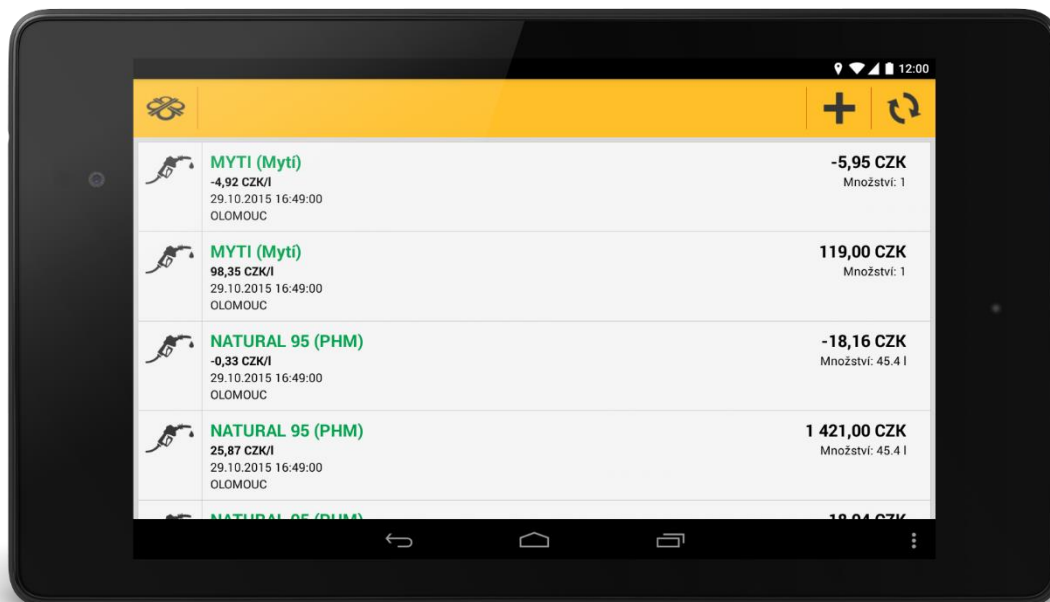 12:00
MYTI (Mytí)
-5,95 CZK
-4,92 CZK/l
Množství: 1
29.10.2015 16:49:00
OLOMOUC
MYTI (Mytí)
119,00 CZK
98,35 CZK/l
Množství: 1
29.10.2015 16:49:00
OLOMOUC
NATURAL 95 (PHM)
-18,16 CZK
-0,33 CZK/l
Množství: 45.4 l
29.10.2015 16:49:00
OLOMOUC
NATURAL 95 (PHM)
1 421,00 CZK
25,87 CZK/l
Množství: 45.4 l
29.10.2015 16:49:00
OLOMOUC
NATURAL 95 (PHM)